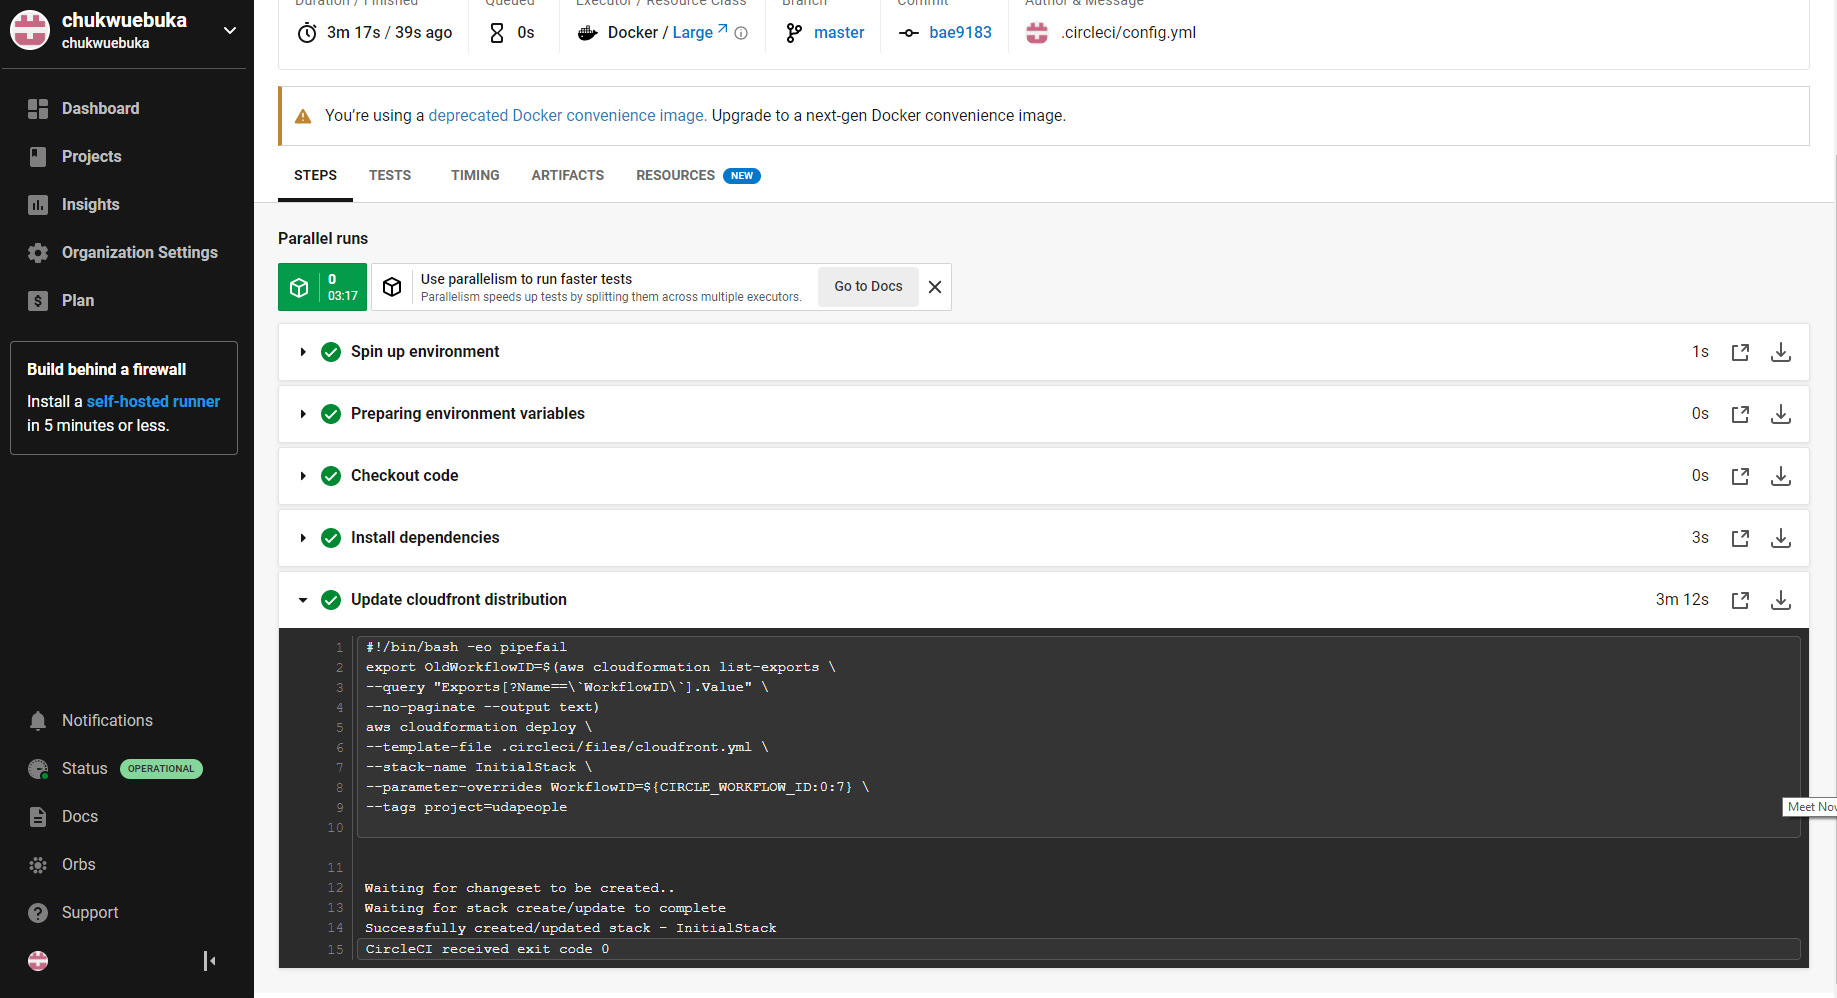 chukwuebuka
chukwuebuka
Dashboard
Projects
Insights
Organization Settings
Plan
Build behind a firewall
Install a self-hosted runner
in 5 minutes or less.
Notifications
Status OPERATIONAL
Docs
Orbs
Support
Duration / Finished
3m 17s / 39s ago
Queued
0s
Executor / Resource Class
Docker / Large
Branch
master
Commit
bae9183
Author & Message
.circleci/config.yml
You're using a deprecated Docker convenience image. Upgrade to a next-gen Docker convenience image.
STEPS TESTS TIMING ARTIFACTS RESOURCES NEW
Parallel runs
0
03:17
Use parallelism to run faster tests
Parallelism speeds up tests by splitting them across multiple executors.
Go to Docs
Spin up environment 1s
Preparing environment variables 0s
Checkout code 0s
Install dependencies 3s
Update cloudfront distribution 3m 12s
1 #!/bin/bash -eo pipefail
2 export OldWorkflowID=$(aws cloudformation list-exports \
3 --query "Exports[?Name==\`WorkflowID\`].Value" \
4 --no-paginate --output text)
5 aws cloudformation deploy \
6 --template-file .circleci/files/cloudfront.yml \
7 --stack-name InitialStack \
8 --parameter-overrides WorkflowID=${CIRCLE_WORKFLOW_ID:0:7} \
9 --tags project=udapeople
10
11
12 Waiting for changeset to be created..
13 Waiting for stack create/update to complete
14 Successfully created/updated stack - InitialStack
15 CircleCI received exit code 0
Meet Now